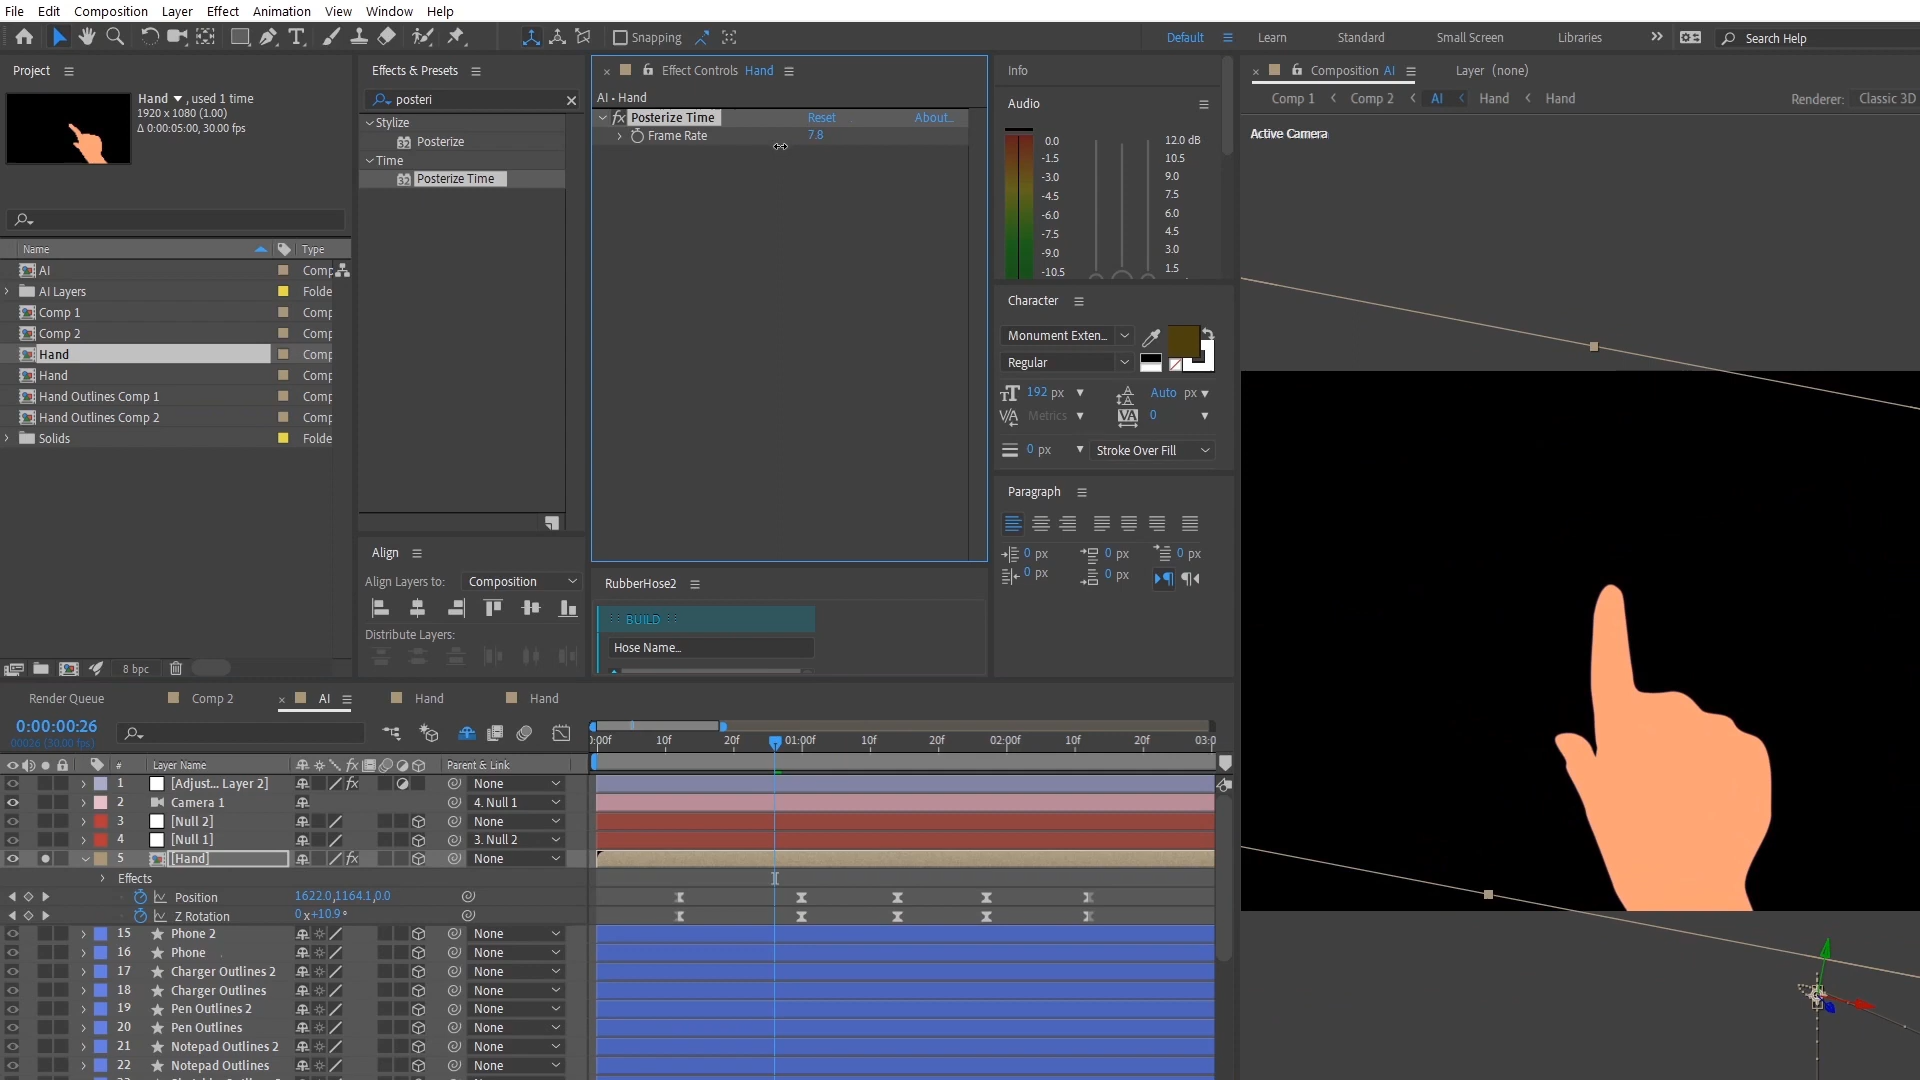 File Edit Composition Layer Effect Animation View Window Help
Snapping
Default Learn Standard Small Screen Libraries Search Help
Project
Hand , used 1 time
1920 x 1080 (1.00)
Δ 0:00:05:00, 30.00 fps
Name Type
AI Comp
AI Layers Folde
Comp 1 Comp
Comp 2 Comp
Hand Comp
Hand Comp
Hand Outlines Comp 1 Comp
Hand Outlines Comp 2 Comp
Solids Folde
8 bpc
Effects & Presets
posteri
Stylize
32 Posterize
Time
32 Posterize Time
Align
Align Layers to: Composition
Distribute Layers:
Effect Controls Hand
AI • Hand
fx Posterize Time Reset About...
Frame Rate 7.8
RubberHose2
:: BUILD ::
Hose Name...
Info
Audio
0.0 12.0 dB
-1.5 10.5
-3.0 9.0
-4.5 7.5
-6.0 6.0
-7.5 4.5
-9.0 3.0
-10.5 1.5
Character
Monument Exten...
Regular
192 px Auto px
Metrics 0
0 px Stroke Over Fill
Paragraph
0 px 0 px 0 px
0 px 0 px
Composition AI Layer (none)
Comp 1 Comp 2 AI Hand Hand Renderer: Classic 3D
Active Camera
Render Queue Comp 2 AI Hand Hand
0:00:00:26
00026 (30.00 fps)
):00f 10f 20f 01:00f 10f 20f 02:00f 10f 20f 03:0
# Layer Name fx Parent & Link
1 [Adjust... Layer 2] fx None
2 Camera 1 4. Null 1
3 [Null 2] None
4 [Null 1] 3. Null 2
5 [Hand] fx None
Effects
Position 1622.0,1164.1,0.0
Z Rotation 0x+10.9°
15 Phone 2 None
16 Phone None
17 Charger Outlines 2 None
18 Charger Outlines None
19 Pen Outlines 2 None
20 Pen Outlines None
21 Notepad Outlines 2 None
22 Notepad Outlines None